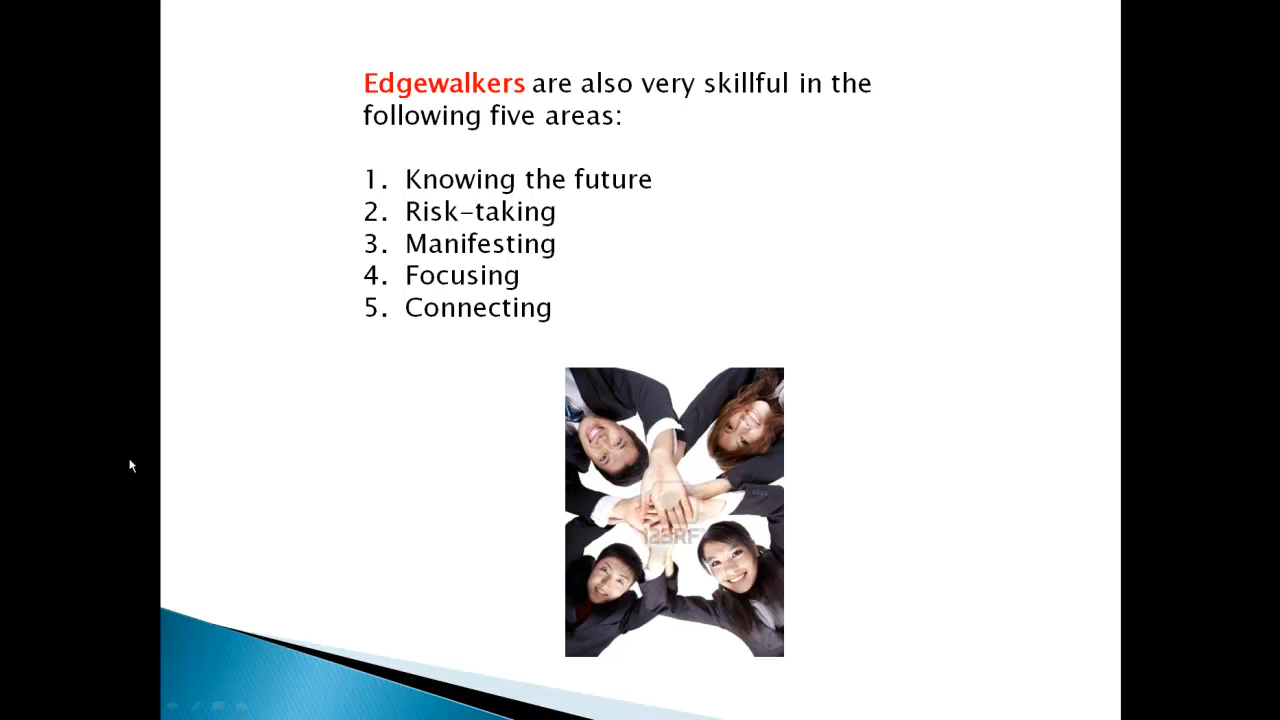 Edgewalkers are also very skillful in the
following five areas:
1. Knowing the future
2. Risk-taking
3. Manifesting
4. Focusing
5. Connecting
123RF